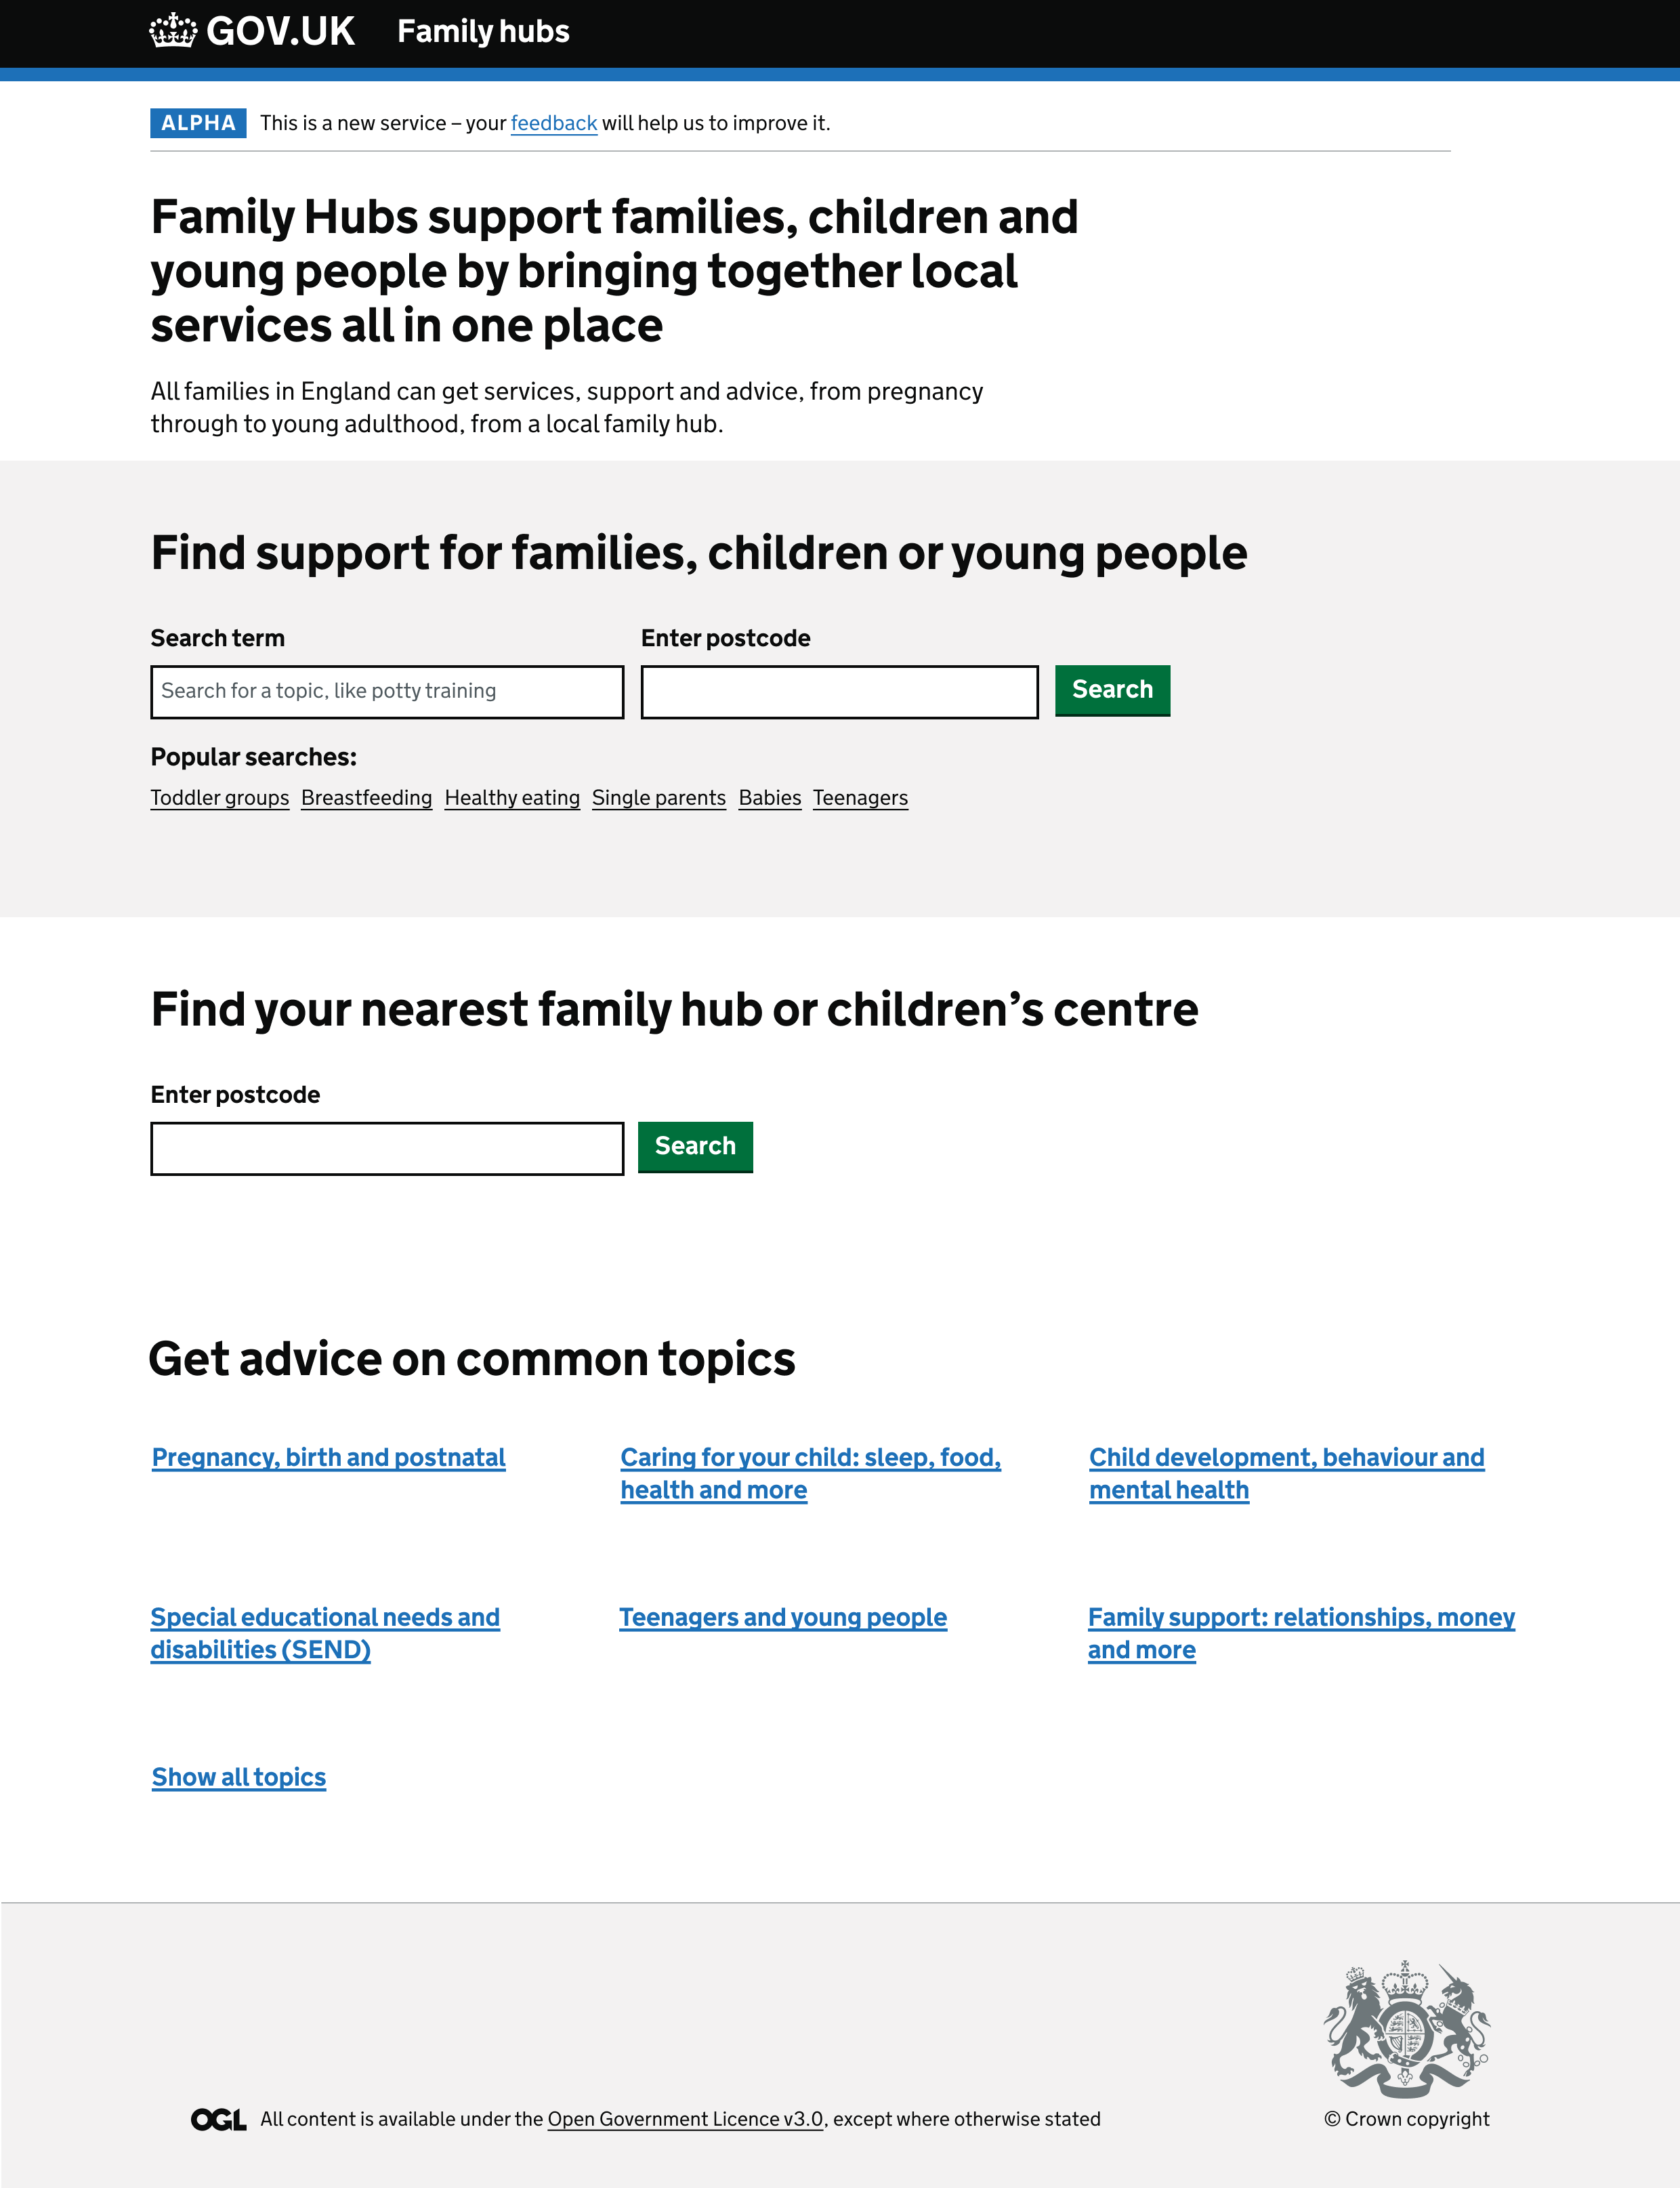 GOV.UK Family hubs
ALPHA This is a new service – your feedback will help us to improve it.
Family Hubs support families, children and
young people by bringing together local
services all in one place
All families in England can get services, support and advice, from pregnancy
through to young adulthood, from a local family hub.
Find support for families, children or young people
Search term Enter postcode
Search for a topic, like potty training Search
Popular searches:
Toddler groups Breastfeeding Healthy eating Single parents Babies Teenagers
Find your nearest family hub or children’s centre
Enter postcode
Search
Get advice on common topics
Pregnancy, birth and postnatal
Caring for your child: sleep, food,
health and more
Child development, behaviour and
mental health
Special educational needs and
disabilities (SEND)
Teenagers and young people
Family support: relationships, money
and more
Show all topics
OGL All content is available under the Open Government Licence v3.0, except where otherwise stated
© Crown copyright